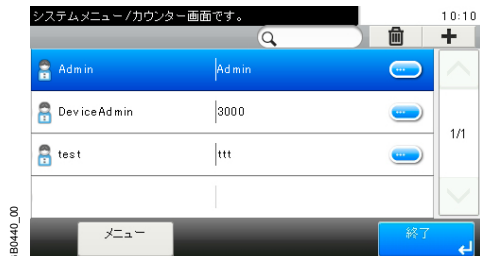 システムメニュー/カウンター画面です。
10:10
Admin Admin
DeviceAdmin 3000
test ttt
1/1
メニュー 終了
B0440_00